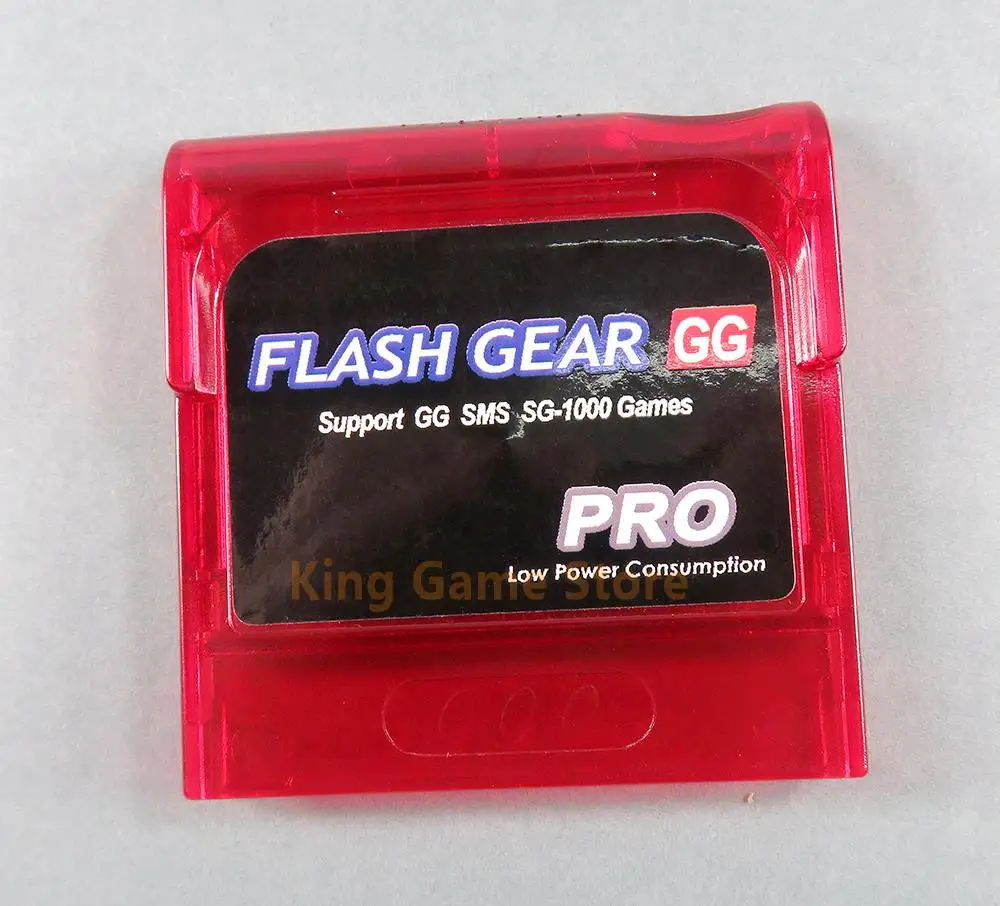 FLASH GEAR GG
Support GG SMS SG-1000 Games
PRO
Low Power Consumption
King Game Store